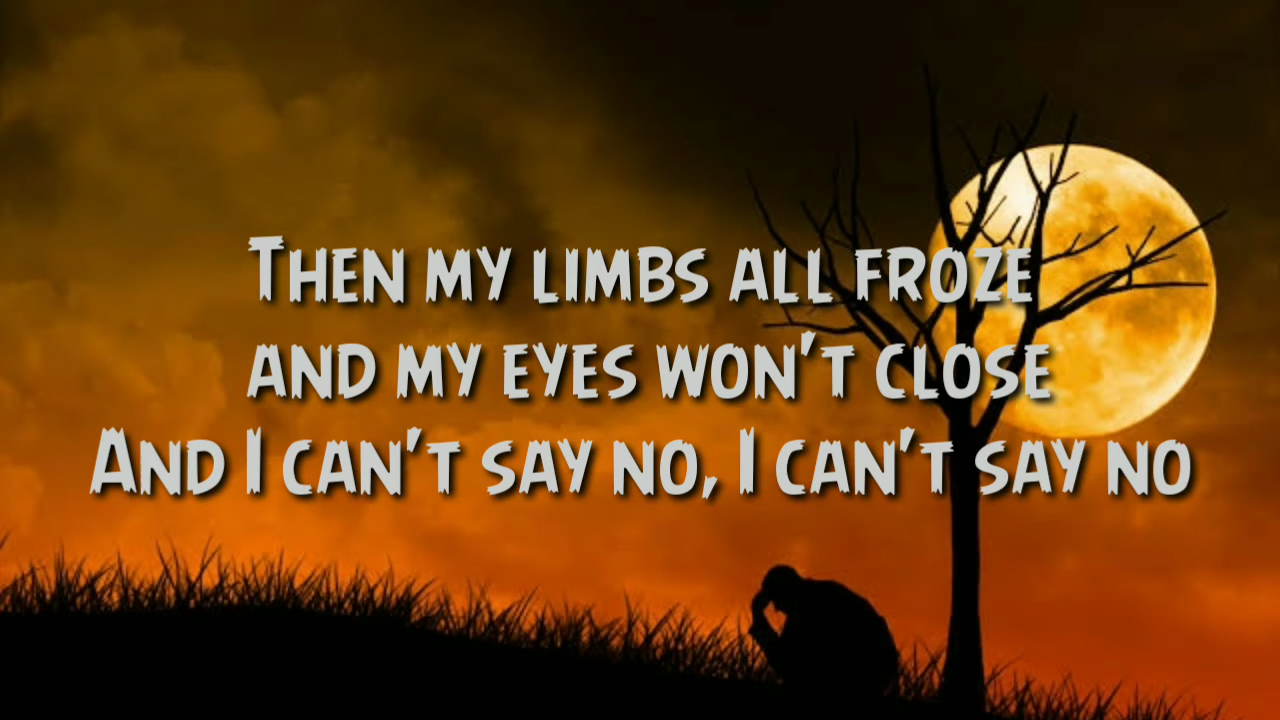 Then my limbs all froze
and my eyes won't close
And I can't say no, I can't say no